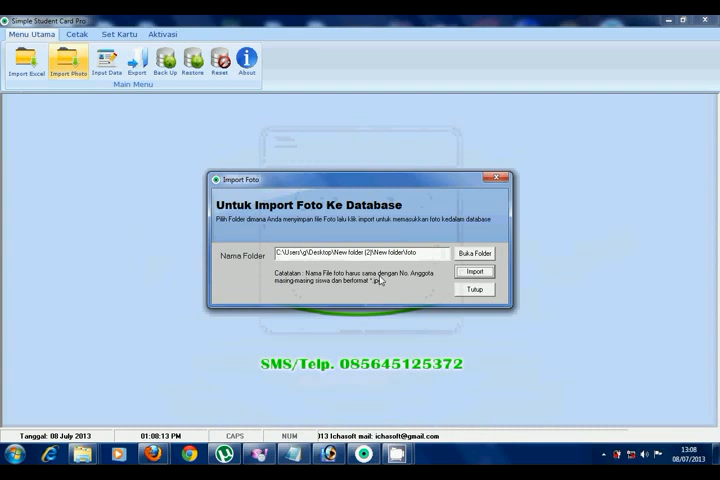 Simple Student Card Pro
Menu Utama Cetak Set Kartu Aktivasi
Import Excel Import Photo Input Data Export Back Up Restore Reset About
Main Menu
Import Foto
Untuk Import Foto Ke Database
Pilih Folder dimana Anda menyimpan file Foto lalu klik import untuk memasukkan foto kedalam database
Nama Folder C:\Users\g\Desktop\New folder (2)\New folder\foto Buka Folder
Catatatan : Nama File foto harus sama dengan No. Anggota
masing-masing siswa dan berformat *.jpg
Import
Tutup
SMS/Telp. 085645125372
Tanggal: 08 July 2013 01:08:13 PM CAPS NUM )13 Ichasoft mail: ichasoft@gmail.com
13:08
08/07/2013